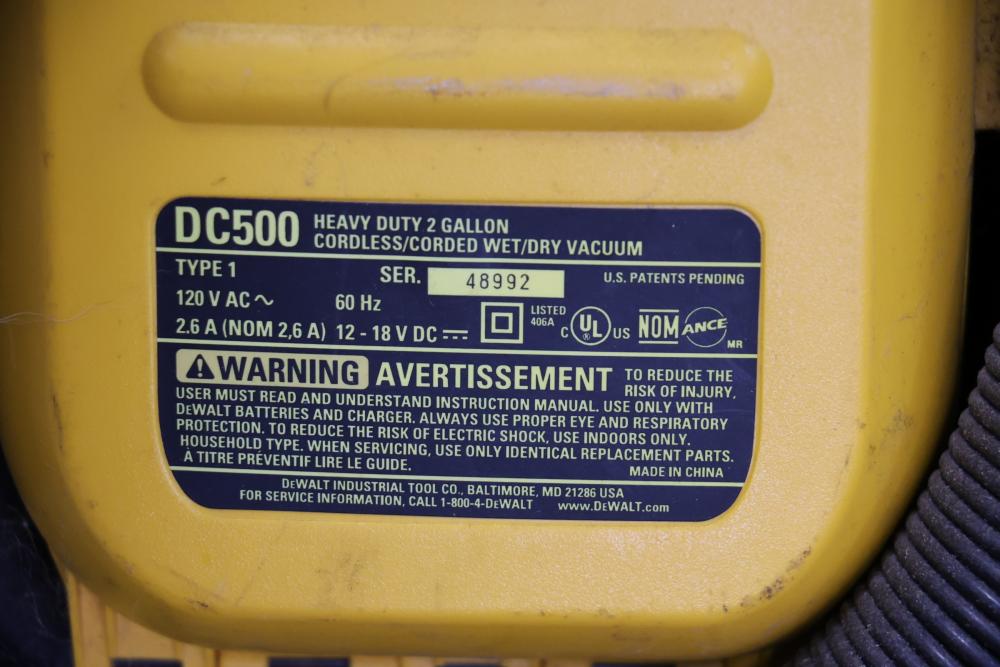 DC500 HEAVY DUTY 2 GALLON
CORDLESS/CORDED WET/DRY VACUUM
TYPE 1 SER. 48992 U.S. PATENTS PENDING
120 V AC ~ 60 Hz
2.6 A (NOM 2,6 A) 12 - 18 V DC
LISTED
406A
C UL ® US NOM ANCE MR
WARNING AVERTISSEMENT TO REDUCE THE
RISK OF INJURY,
USER MUST READ AND UNDERSTAND INSTRUCTION MANUAL. USE ONLY WITH
DEWALT BATTERIES AND CHARGER. ALWAYS USE PROPER EYE AND RESPIRATORY
PROTECTION. TO REDUCE THE RISK OF ELECTRIC SHOCK, USE INDOORS ONLY.
HOUSEHOLD TYPE. WHEN SERVICING, USE ONLY IDENTICAL REPLACEMENT PARTS.
À TITRE PRÉVENTIF LIRE LE GUIDE. MADE IN CHINA
DEWALT INDUSTRIAL TOOL CO., BALTIMORE, MD 21286 USA
FOR SERVICE INFORMATION, CALL 1-800-4-DEWALT www.DEWALT.com